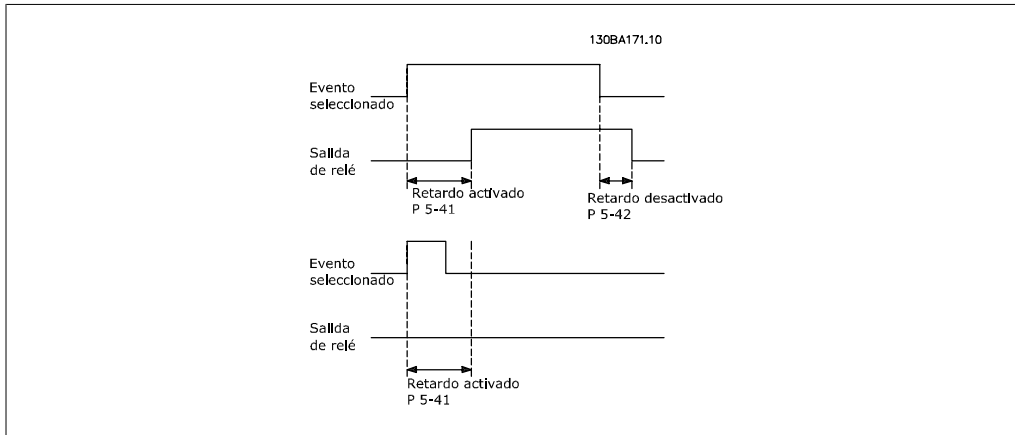 130BA171.10
Evento
seleccionado
Salida
de relé
Retardo activado
P 5-41
Retardo desactivado
P 5-42
Evento
seleccionado
Salida
de relé
Retardo activado
P 5-41